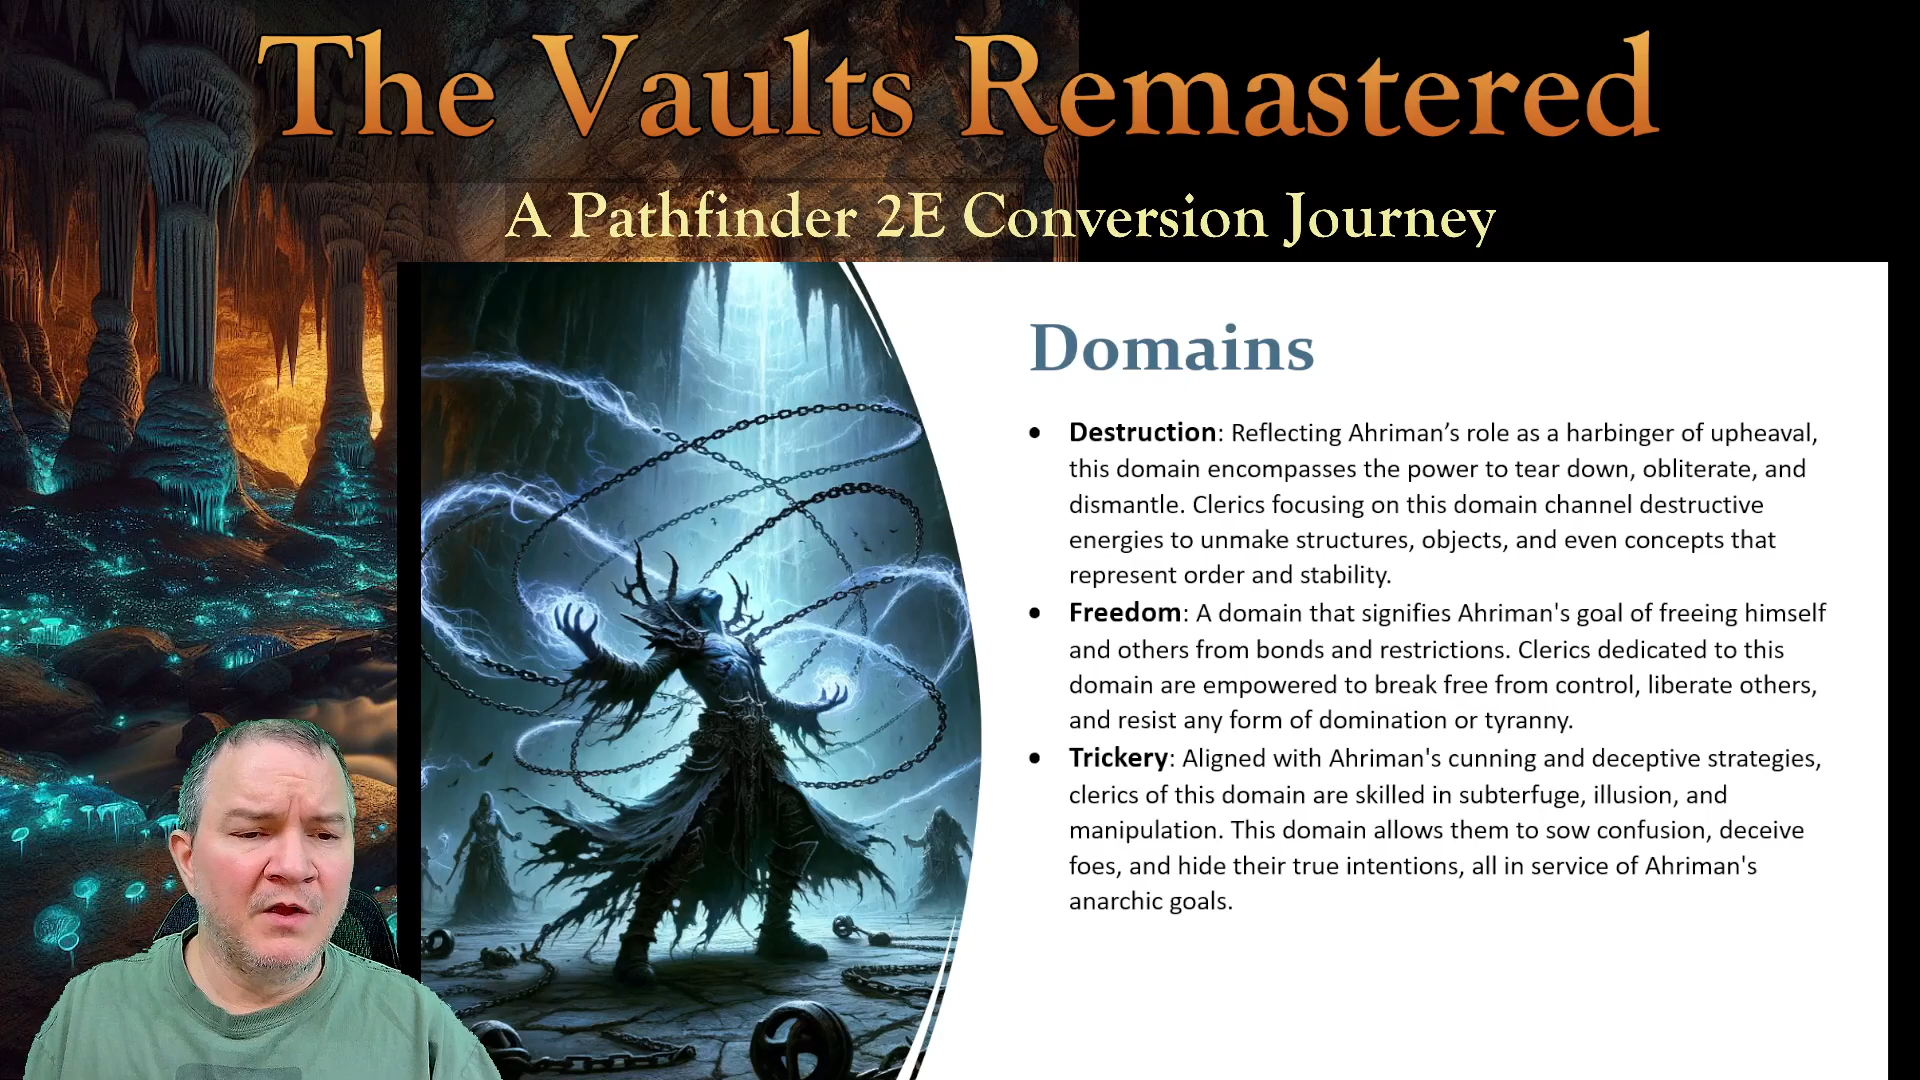 The Vaults Remastered
A Pathfinder 2E Conversion Journey
Domains
• Destruction: Reflecting Ahriman’s role as a harbinger of upheaval,
this domain encompasses the power to tear down, obliterate, and
dismantle. Clerics focusing on this domain channel destructive
energies to unmake structures, objects, and even concepts that
represent order and stability.
• Freedom: A domain that signifies Ahriman's goal of freeing himself
and others from bonds and restrictions. Clerics dedicated to this
domain are empowered to break free from control, liberate others,
and resist any form of domination or tyranny.
• Trickery: Aligned with Ahriman's cunning and deceptive strategies,
clerics of this domain are skilled in subterfuge, illusion, and
manipulation. This domain allows them to sow confusion, deceive
foes, and hide their true intentions, all in service of Ahriman's
anarchic goals.